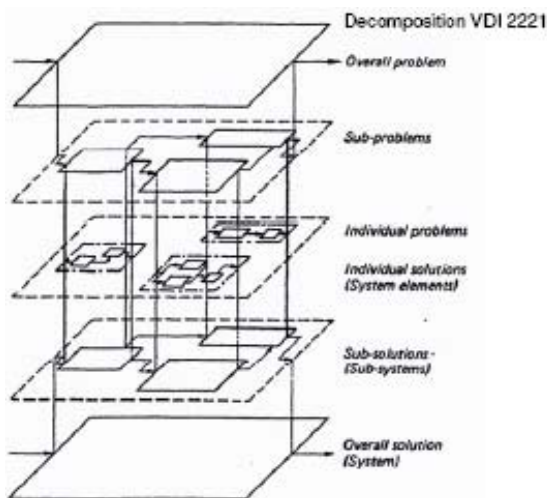 Decomposition VDI 2221
Overall problem
Sub-problems
Individual problems
Individual solutions
(System elements)
Sub-solutions-
(Sub-systems)
Overall solution
(System)